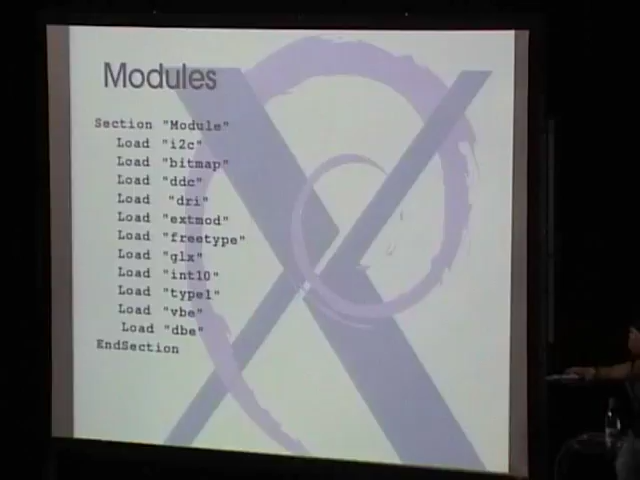 Modules
Section "Module"
Load "i2c"
Load "bitmap"
Load "ddc"
Load "dri"
Load "extmod"
Load "freetype"
Load "glx"
Load "int10"
Load "type1"
Load "vbe"
Load "dbe"
EndSection